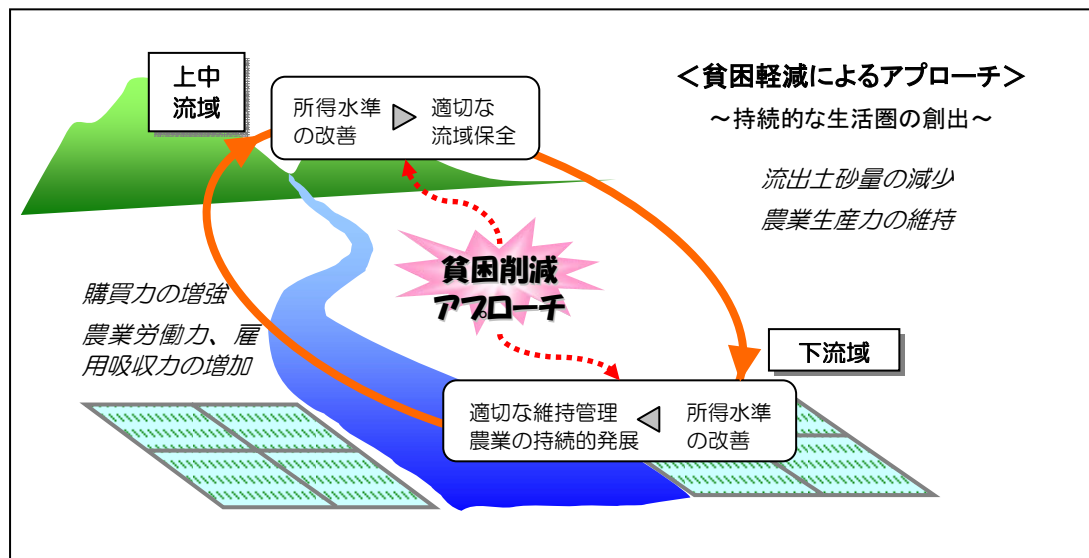 上中
流域
所得水準
の改善
適切な
流域保全
<貧困軽減によるアプローチ>
~持続的な生活圏の創出~
流出土砂量の減少
農業生産力の維持
貧困削減
アプローチ
購買力の増強
農業労働力、雇
用吸収力の増加
下流域
適切な維持管理
農業の持続的発展
所得水準
の改善